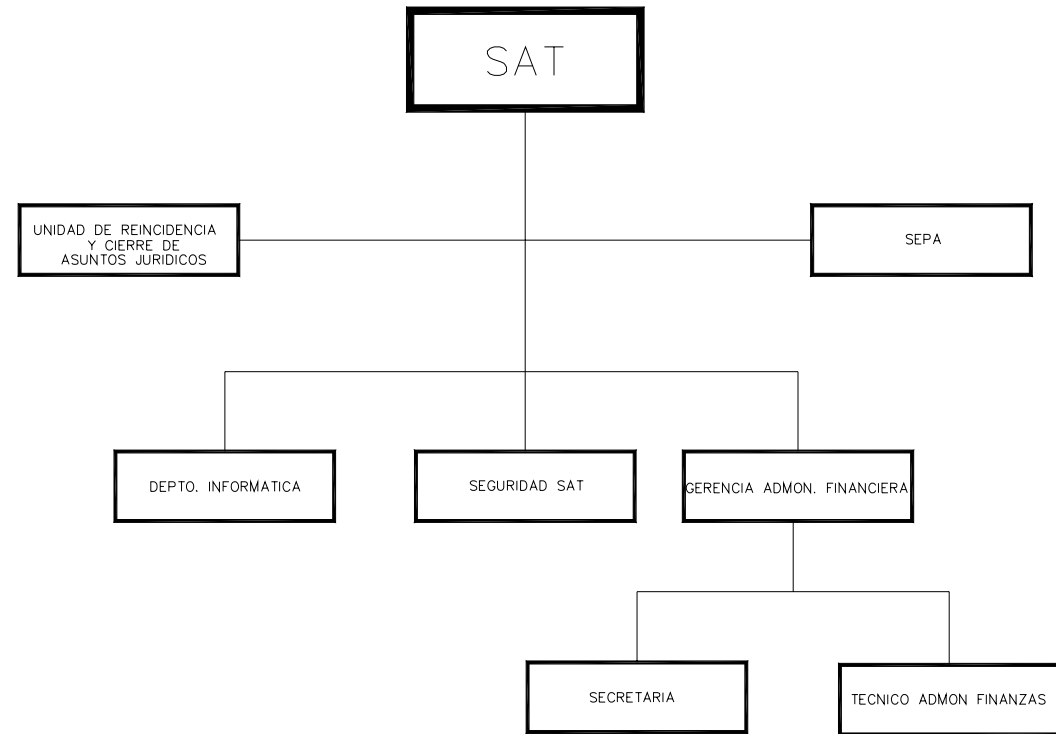 SAT
UNIDAD DE REINCIDENCIA
Y CIERRE DE
ASUNTOS JURIDICOS
SEPA
DEPTO. INFORMATICA
SEGURIDAD SAT
GERENCIA ADMON. FINANCIERA
SECRETARIA
TECNICO ADMON FINANZAS